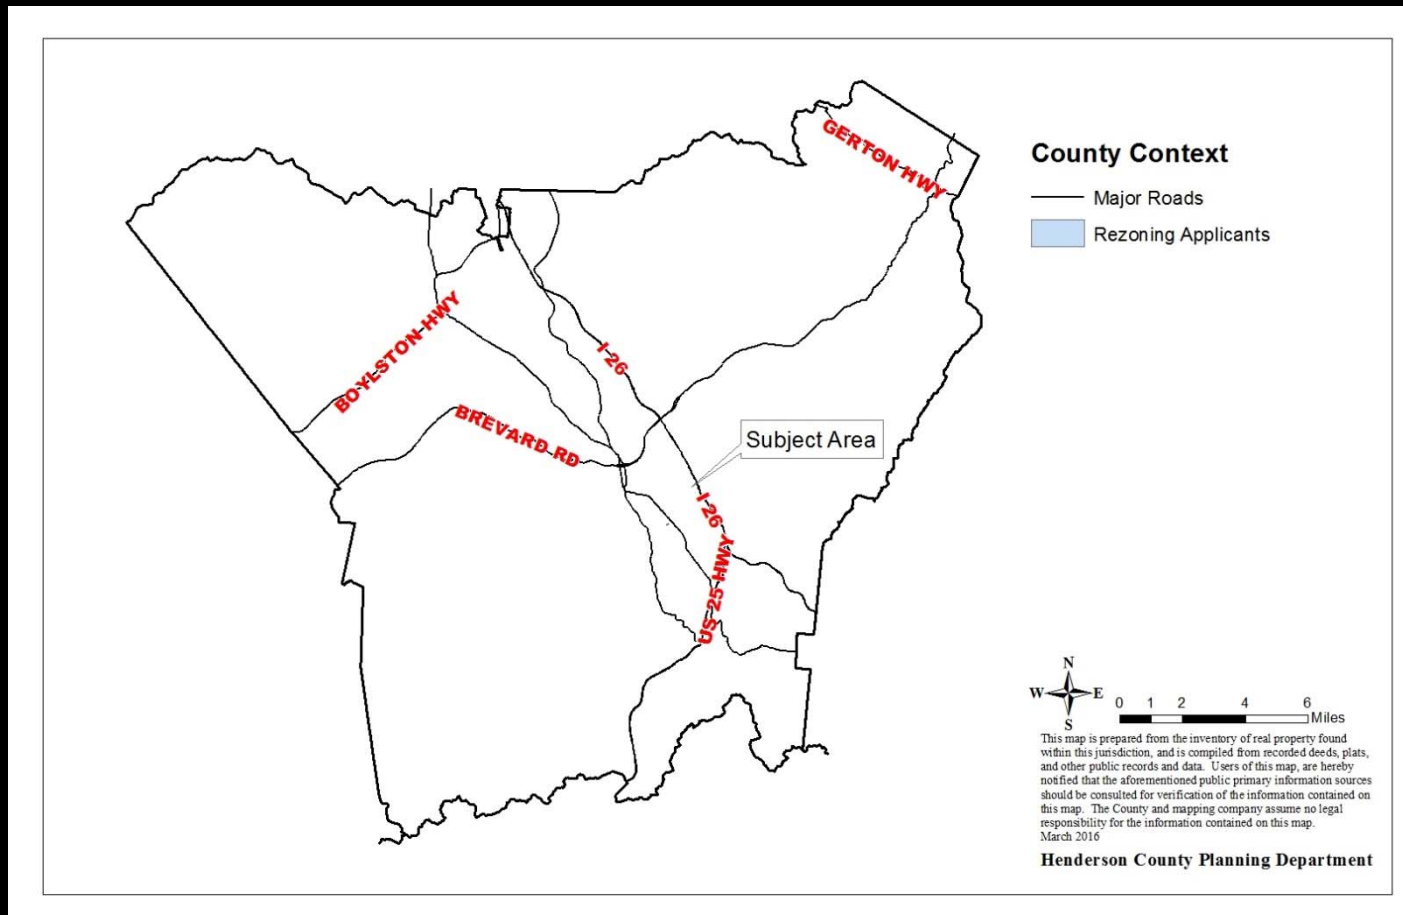 GERTON HWY
County Context
Major Roads
Rezoning Applicants
BOYLSTON HWY
I 26
BREVARD RD
Subject Area
I 26
US 25 HWY
N
W E
S
0 1 2 4 6
Miles
This map is prepared from the inventory of real property found
within this jurisdiction, and is compiled from recorded deeds, plats,
and other public records and data. Users of this map, are hereby
notified that the aforementioned public primary information sources
should be consulted for verification of the information contained on
this map. The County and mapping company assume no legal
responsibility for the information contained on this map.
March 2016
Henderson County Planning Department